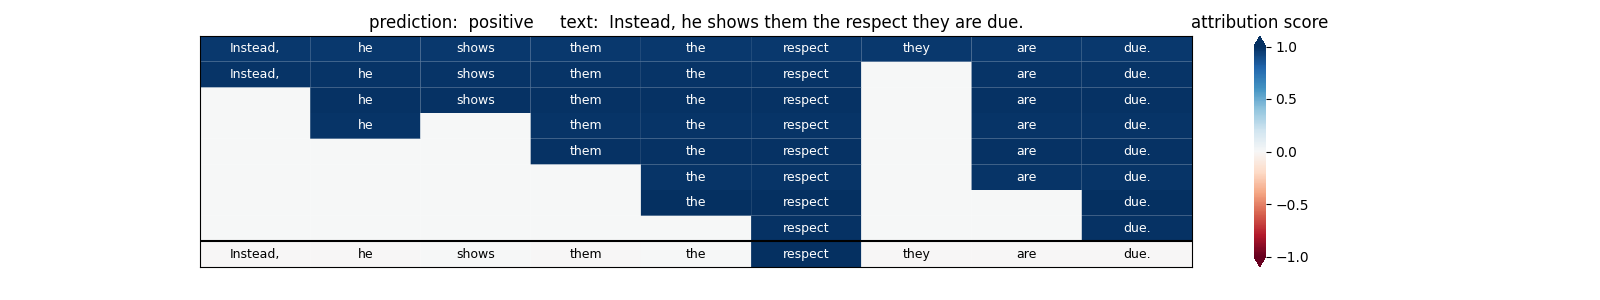 prediction: positive text: Instead, he shows them the respect they are due. attribution score
Instead, he shows them the respect they are due. 1.0
Instead, he shows them the respect are due.
he shows them the respect are due. 0.5
he them the respect are due.
them the respect are due. 0.0
the respect are due.
the respect due. −0.5
respect due.
Instead, he shows them the respect they are due. −1.0